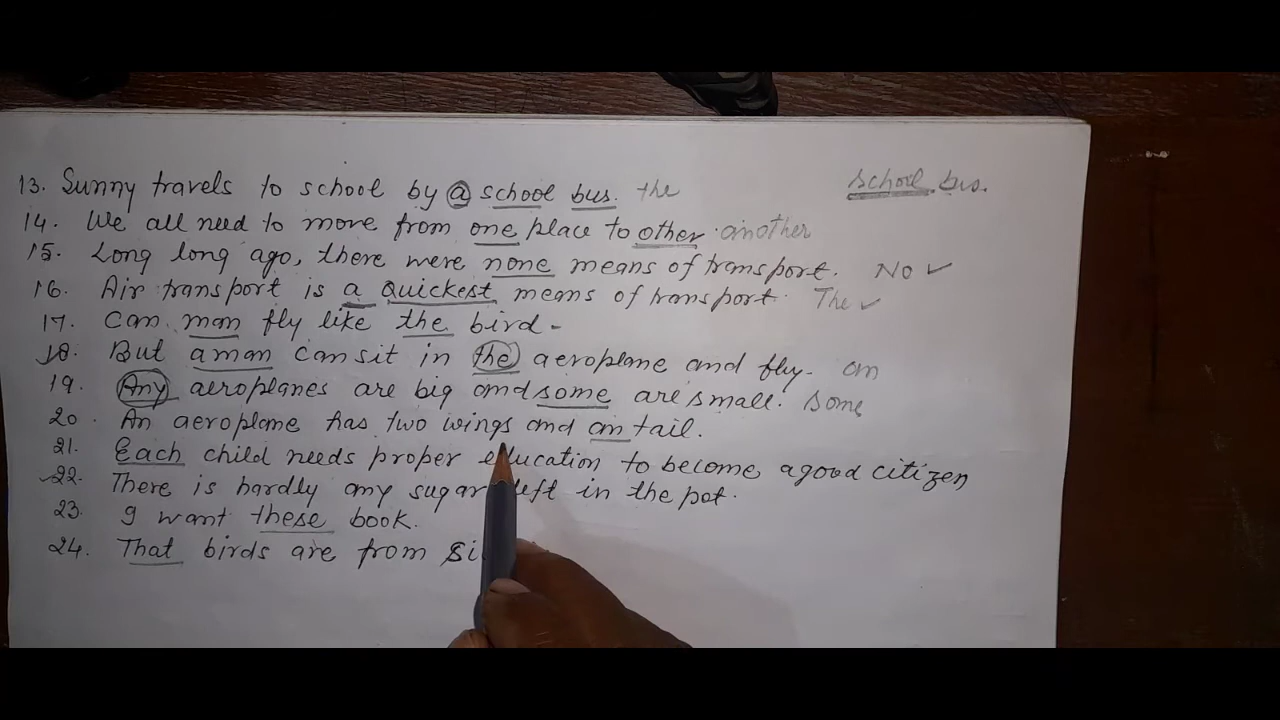 13. Sunny travels to school by a school bus. the school bus.
14. We all need to move from one place to other. another
15. Long long ago, there were none means of transport. No ✓
16. Air transport is a quickest means of transport. The ✓
17. Can man fly like the bird.
18. But a man can sit in the aeroplane and fly. an
19. Any aeroplanes are big and some are small. Some
20. An aeroplane has two wings and an tail.
21. Each child needs proper education to become a good citizen
22. There is hardly any sugar left in the pot.
23. I want these book.
24. That birds are from